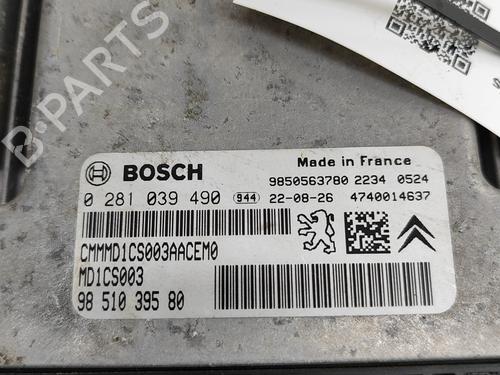 B-PARTS
BOSCH
Made in France
9850563780 2234 0524
0 281 039 490 944 22-08-26 4740014637
CMMMD1CS003AACEM0
MD1CS003
98 510 395 80